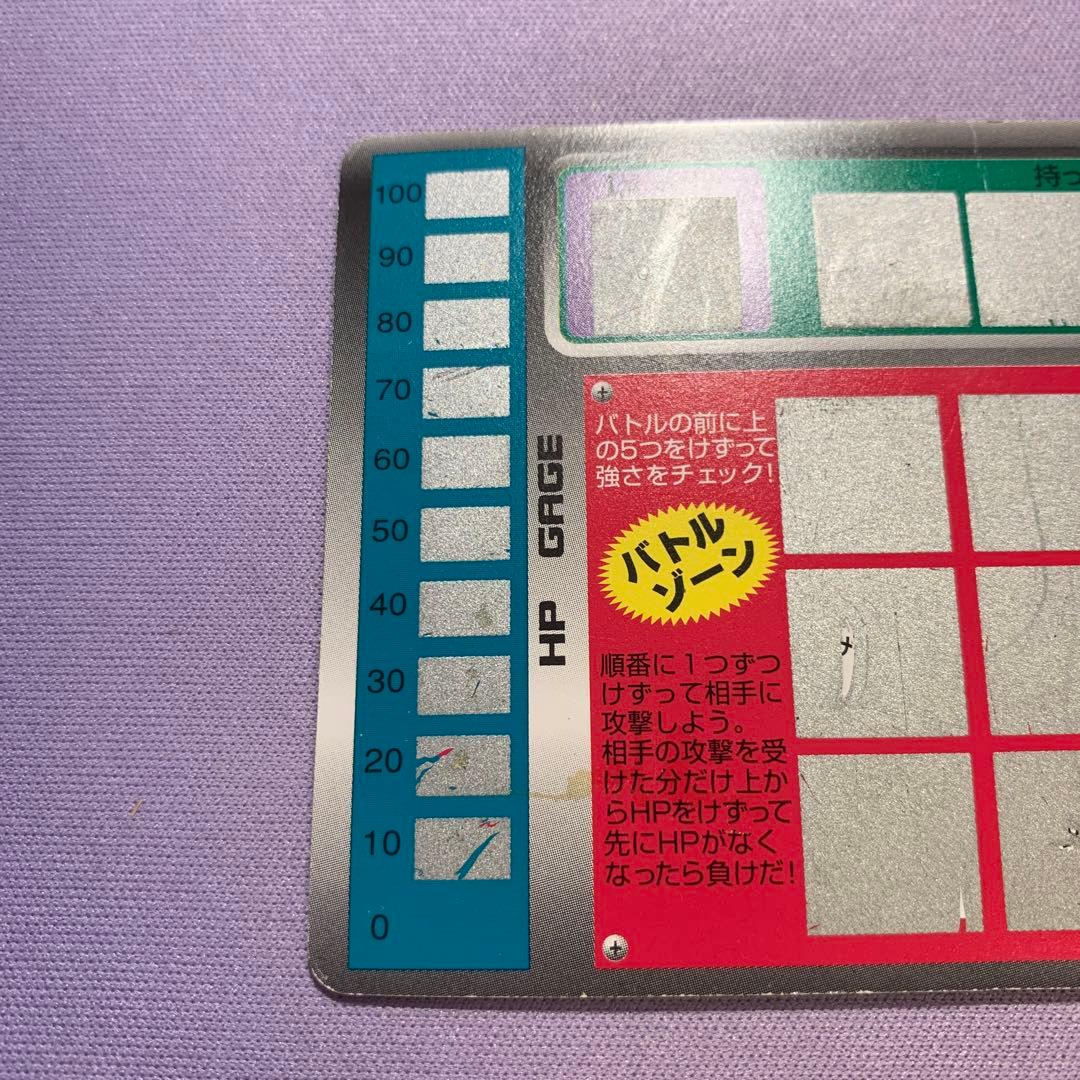 100
90
80
70
60
50
40
30
20
10
0
HP GAGE
持っ
バトルの前に上
の5つをけずって
強さをチェック!
バトル
ゾーン
順番に1つずつ
けずって相手に
攻撃しよう。
相手の攻撃を受
けた分だけ上か
らHPをけずって
先にHPがなく
なったら負けだ!